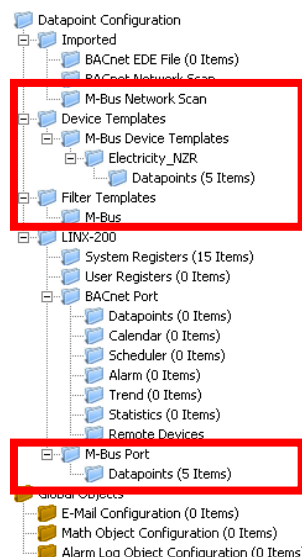 Datapoint Configuration
Imported
BACnet EDE File (0 Items)
BACnet Network Scan
M-Bus Network Scan
Device Templates
M-Bus Device Templates
Electricity_NZR
Datapoints (5 Items)
Filter Templates
M-Bus
LINX-200
System Registers (15 Items)
User Registers (0 Items)
BACnet Port
Datapoints (0 Items)
Calendar (0 Items)
Scheduler (0 Items)
Alarm (0 Items)
Trend (0 Items)
Statistics (0 Items)
Remote Devices
M-Bus Port
Datapoints (5 Items)
Global Objects
E-Mail Configuration (0 Items)
Math Object Configuration (0 Items)
Alarm Log Object Configuration (0 Items